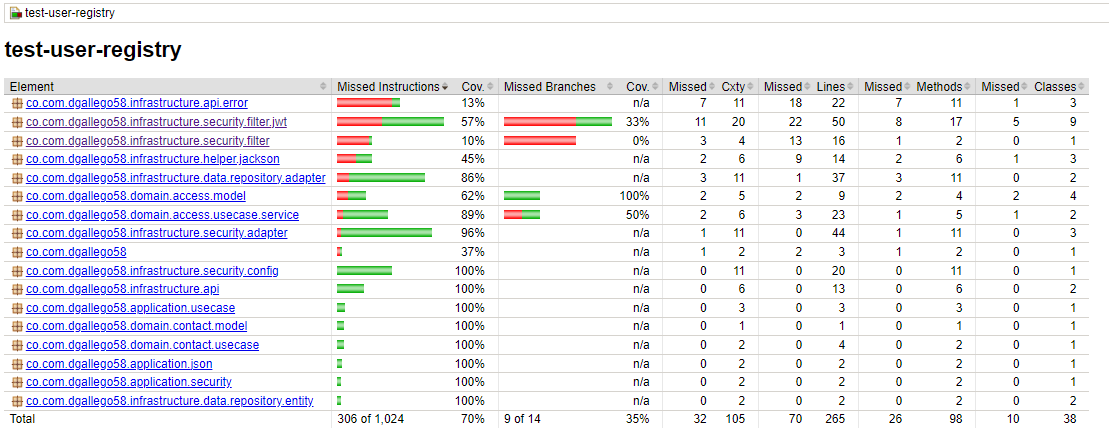 test-user-registry
test-user-registry
Element Missed Instructions Cov. Missed Branches Cov. Missed Cxty Missed Lines Missed Methods Missed Classes
co.com.dgallego58.infrastructure.api.error 13% n/a 7 11 18 22 7 11 1 3
co.com.dgallego58.infrastructure.security.filter.jwt 57% 33% 11 20 22 50 8 17 5 9
co.com.dgallego58.infrastructure.security.filter 10% 0% 3 4 13 16 1 2 0 1
co.com.dgallego58.infrastructure.helper.jackson 45% n/a 2 6 9 14 2 6 1 3
co.com.dgallego58.infrastructure.data.repository.adapter 86% n/a 3 11 1 37 3 11 0 2
co.com.dgallego58.domain.access.model 62% 100% 2 5 2 9 2 4 2 4
co.com.dgallego58.domain.access.usecase.service 89% 50% 2 6 3 23 1 5 1 2
co.com.dgallego58.infrastructure.security.adapter 96% n/a 1 11 0 44 1 11 0 3
co.com.dgallego58 37% n/a 1 2 2 3 1 2 0 1
co.com.dgallego58.infrastructure.security.config 100% n/a 0 11 0 20 0 11 0 1
co.com.dgallego58.infrastructure.api 100% n/a 0 6 0 13 0 6 0 2
co.com.dgallego58.application.usecase 100% n/a 0 3 0 3 0 3 0 1
co.com.dgallego58.domain.contact.model 100% n/a 0 1 0 1 0 1 0 1
co.com.dgallego58.domain.contact.usecase 100% n/a 0 2 0 4 0 2 0 1
co.com.dgallego58.application.json 100% n/a 0 2 0 2 0 2 0 1
co.com.dgallego58.application.security 100% n/a 0 2 0 2 0 2 0 1
co.com.dgallego58.infrastructure.data.repository.entity 100% n/a 0 2 0 2 0 2 0 2
Total 306 of 1,024 70% 9 of 14 35% 32 105 70 265 26 98 10 38